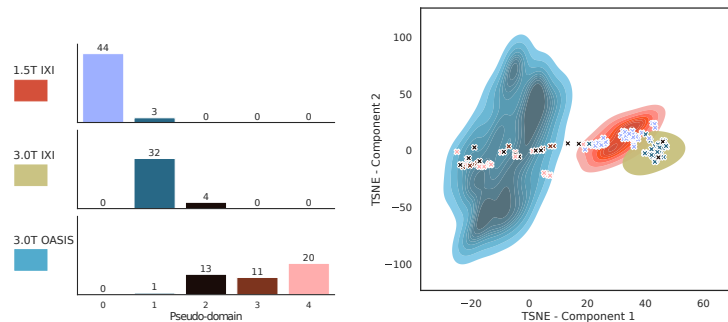 1.5T IXI
44
3
0
0
0
3.0T IXI
0
32
4
0
0
3.0T OASIS
0
1
13
11
20
0 1 2 3 4
Pseudo-domain
TSNE - Component 2
100
50
0
−50
−100
−20 0 20 40 60
TSNE - Component 1